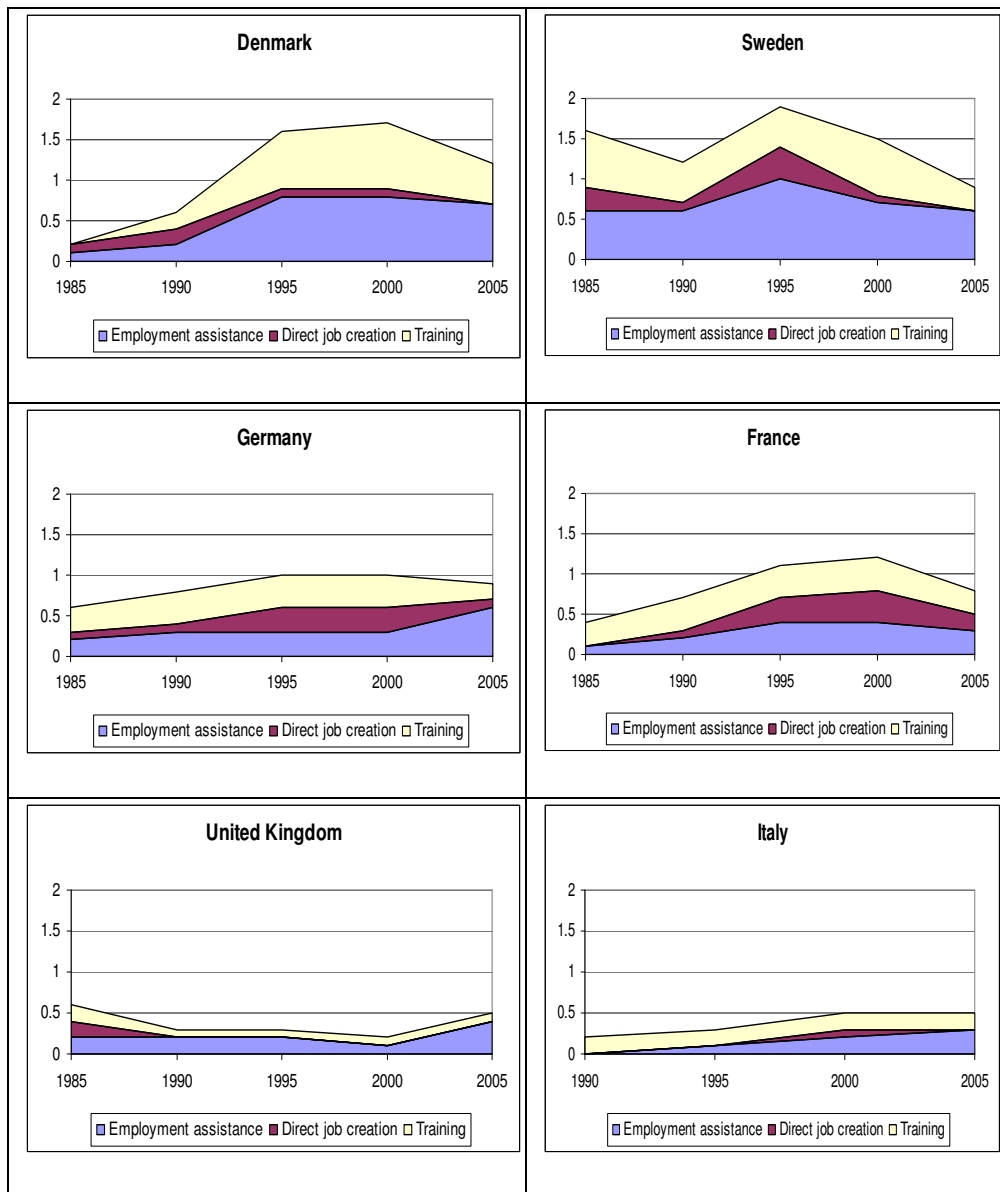 Denmark
2
1.5
1
0.5
0
1985 1990 1995 2000 2005
Employment assistance Direct job creation Training
Sweden
2
1.5
1
0.5
0
1985 1990 1995 2000 2005
Employment assistance Direct job creation Training
Germany
2
1.5
1
0.5
0
1985 1990 1995 2000 2005
Employment assistance Direct job creation Training
France
2
1.5
1
0.5
0
1985 1990 1995 2000 2005
Employment assistance Direct job creation Training
United Kingdom
2
1.5
1
0.5
0
1985 1990 1995 2000 2005
Employment assistance Direct job creation Training
Italy
2
1.5
1
0.5
0
1990 1995 2000 2005
Employment assistance Direct job creation Training